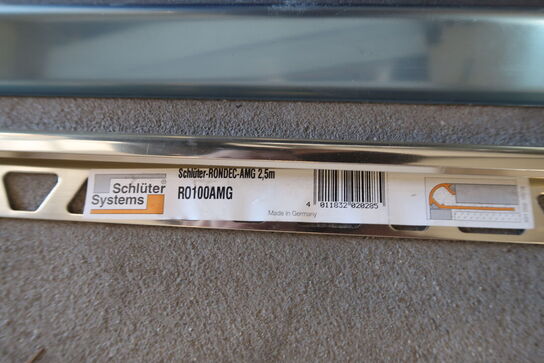 Schlüter-RONDEC-AMG 2,5m
Schlüter
Systems
RO100AMG
4 011832 020285
Made in Germany